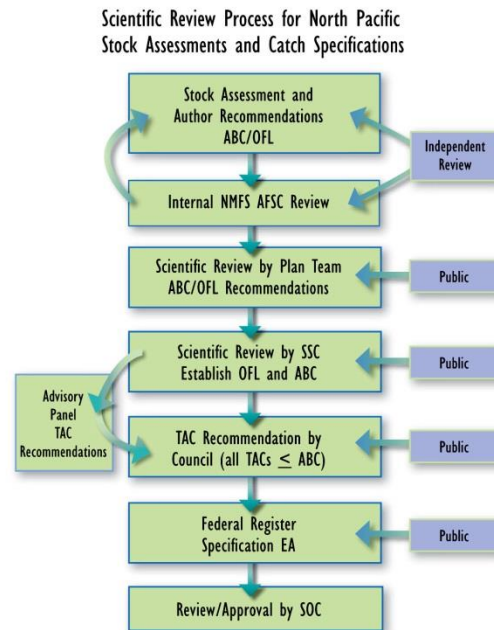 Scientific Review Process for North Pacific
Stock Assessments and Catch Specifications
Stock Assessment and
Author Recommendations
ABC/OFL
Independent
Review
Internal NMFS AFSC Review
Scientific Review by Plan Team
ABC/OFL Recommendations
Public
Scientific Review by SSC
Establish OFL and ABC
Public
Advisory
Panel
TAC
Recommendations
TAC Recommendation by
Council (all TACs ≤ ABC)
Public
Federal Register
Specification EA
Public
Review/Approval by SOC